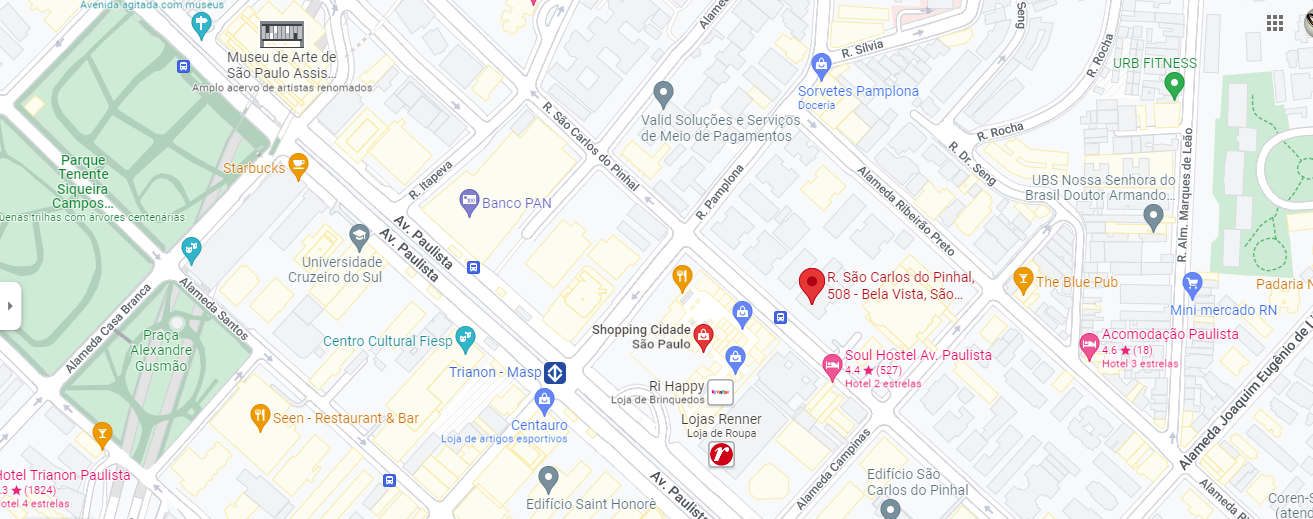 Avenida agitada com museus
Museu de Arte de
São Paulo Assis...
Amplo acervo de artistas renomados
Alameda
Seng
R. Sílvia
R. Rocha
URB FITNESS
Sorvetes Pamplona
Doceria
Valid Soluções e Serviços
de Meio de Pagamentos
R. São Carlos do Pinhal
R. Rocha
R. Dr. Seng
R. Alm. Marques de Leão
Parque
Tenente
Siqueira
Campos...
uenas trilhas com árvores centenárias
Starbucks
R. Itapeva
Banco PAN
R. Pamplona
Alameda Ribeirão Preto
UBS Nossa Senhora do
Brasil Doutor Armando...
Av. Paulista
Av. Paulista
Universidade
Cruzeiro do Sul
R. São Carlos do Pinhal,
508 - Bela Vista, São...
The Blue Pub
Padaria N
Mini mercado RN
Alameda Casa Branca
Alameda Santos
Praça
Alexandre
Gusmão
Centro Cultural Fiesp
Shopping Cidade
São Paulo
Acomodação Paulista
4.6 ★ (18)
Hotel 3 estrelas
Soul Hostel Av. Paulista
4.4 ★ (527)
Hotel 2 estrelas
Trianon - Masp
Ri Happy
Loja de Brinquedos
Seen - Restaurant & Bar
Centauro
Loja de artigos esportivos
Lojas Renner
Loja de Roupa
Alameda Joaquim Eugênio de Li
Hotel Trianon Paulista
.3 ★ (1824)
otel 4 estrelas
Edifício Saint Honorè
Av. Paulista
Alameda Campinas
Edifício São
Carlos do Pinhal
Alameda Ri
Coren-S
(aten